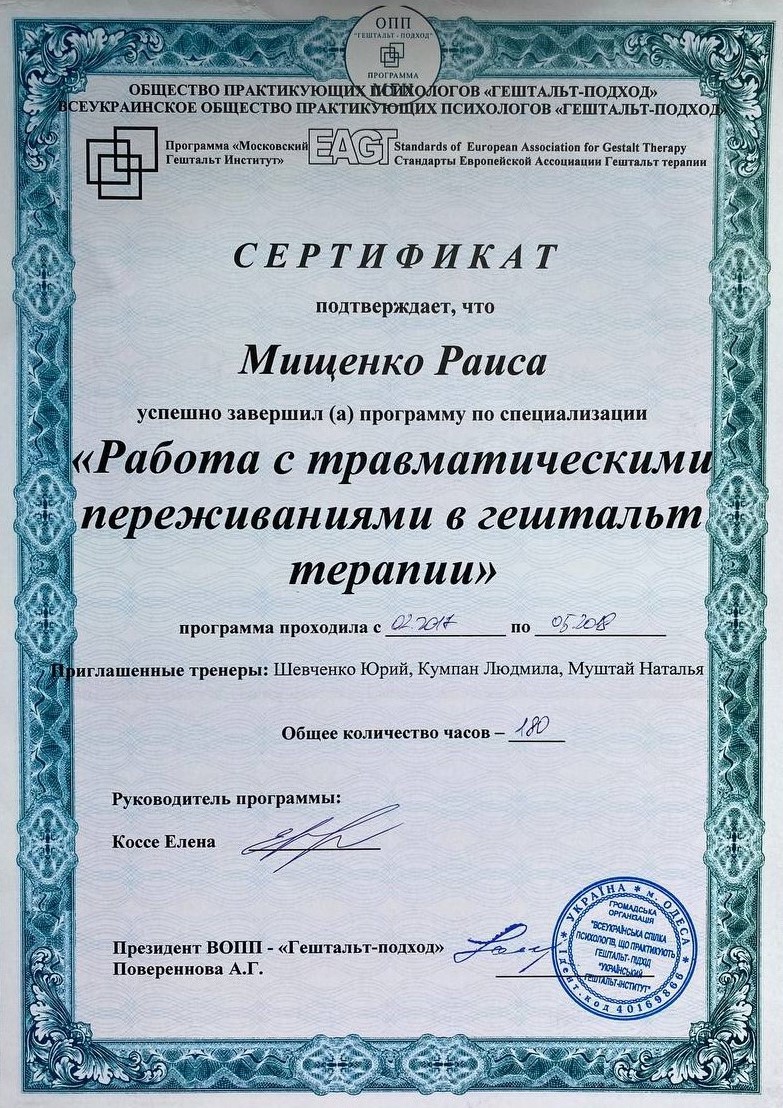 ОПП
"ГЕШТАЛЬТ - ПОДХОД"
ПРОГРАММА
МГИ
ОБЩЕСТВО ПРАКТИКУЮЩИХ ПСИХОЛОГОВ «ГЕШТАЛЬТ-ПОДХОД»
ВСЕУКРАИНСКОЕ ОБЩЕСТВО ПРАКТИКУЮЩИХ ПСИХОЛОГОВ «ГЕШТАЛЬТ-ПОДХОД»
Программа «Московский
Гештальт Институт»
EAGT
Standards of European Association for Gestalt Therapy
Стандарты Европейской Ассоциации Гештальт терапии
СЕРТИФИКАТ
подтверждает, что
Мищенко Раиса
успешно завершил (а) программу по специализации
«Работа с травматическими
переживаниями в гештальт
терапии»
программа проходила с 02.2017 по 05.2018
Приглашенные тренеры: Шевченко Юрий, Кумпан Людмила, Муштай Наталья
Общее количество часов – 180
Руководитель программы:
Коссе Елена
Президент ВОПП - «Гештальт-подход»
Повереннова А.Г.
УКРАЇНА * м. ОДЕСА *
ГРОМАДСЬКА
ОРГАНІЗАЦІЯ
"ВСЕУКРАЇНСЬКА СПІЛКА
ПСИХОЛОГІВ, ЩО ПРАКТИКУЮТЬ
ГЕШТАЛЬТ- ПІДХІД
"УКРАЇНСЬКИЙ
ГЕШТАЛЬТ-ІНСТИТУТ"
Ідент. код 40169866